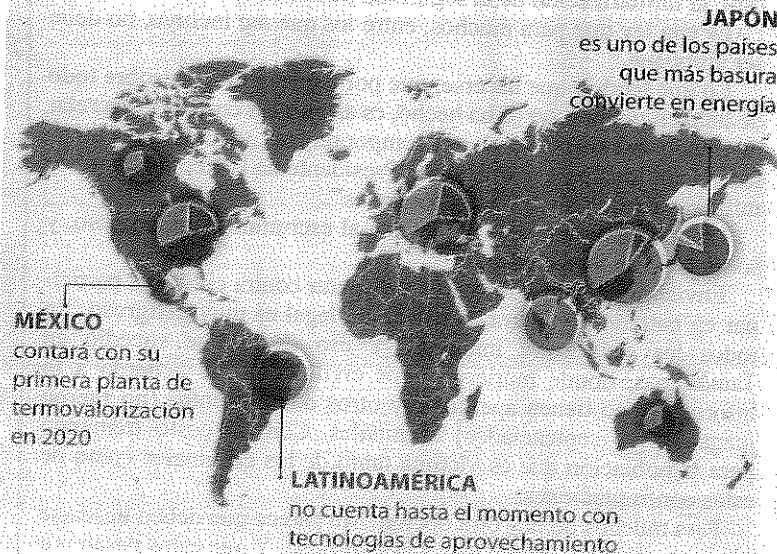 JAPÓN
es uno de los países
que más basura
convierte en energía
MÉXICO
contará con su
primera planta de
termovalorización
en 2020
LATINOAMÉRICA
no cuenta hasta el momento con
tecnologías de aprovechamiento